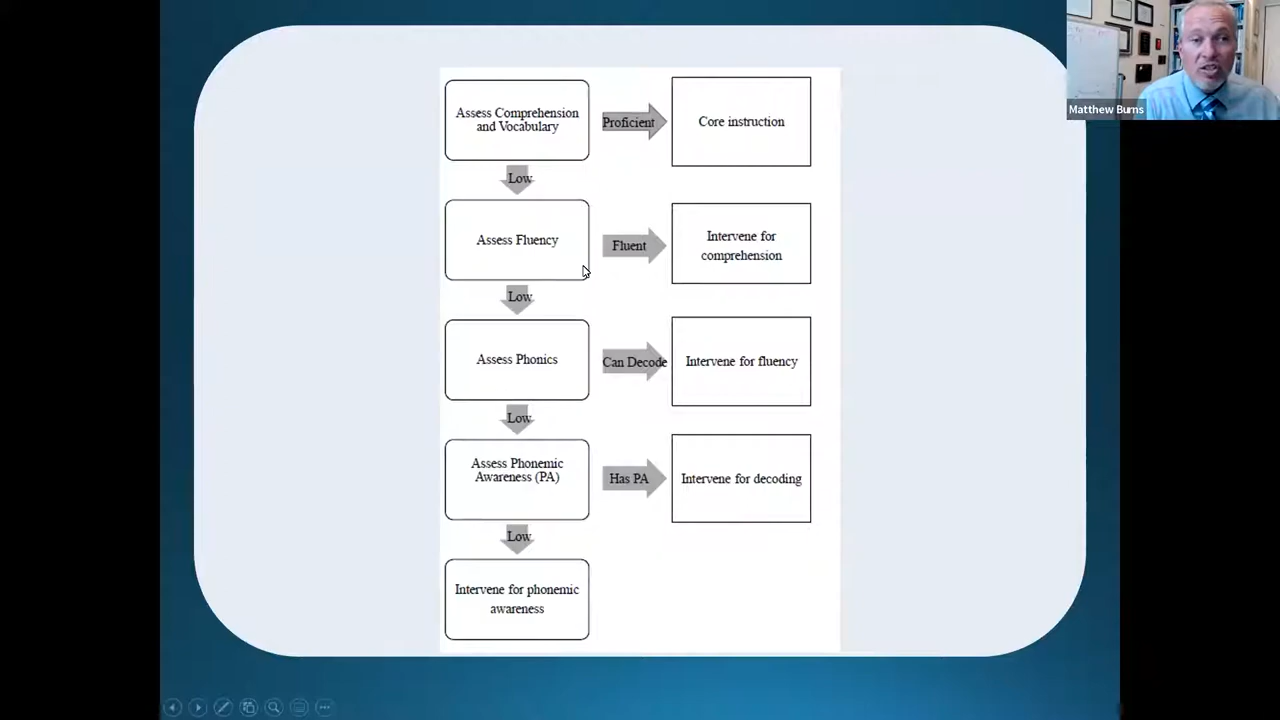 Assess Comprehension
and Vocabulary
Proficient
Core instruction
Low
Assess Fluency
Fluent
Intervene for
comprehension
Low
Assess Phonics
Can Decode
Intervene for fluency
Low
Assess Phonemic
Awareness (PA)
Has PA
Intervene for decoding
Low
Intervene for phonemic
awareness
Matthew Burns